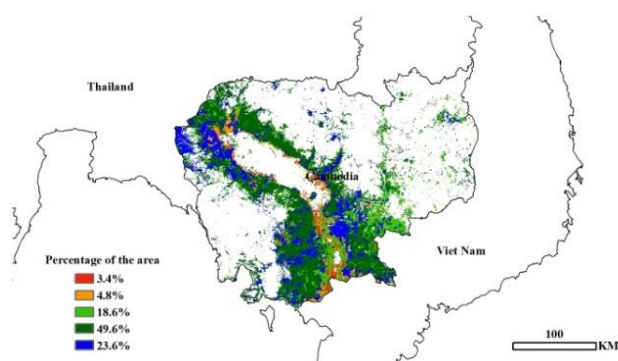 Thailand
Cambodia
Viet Nam
Percentage of the area
3.4%
4.8%
18.6%
49.6%
23.6%
100
KM